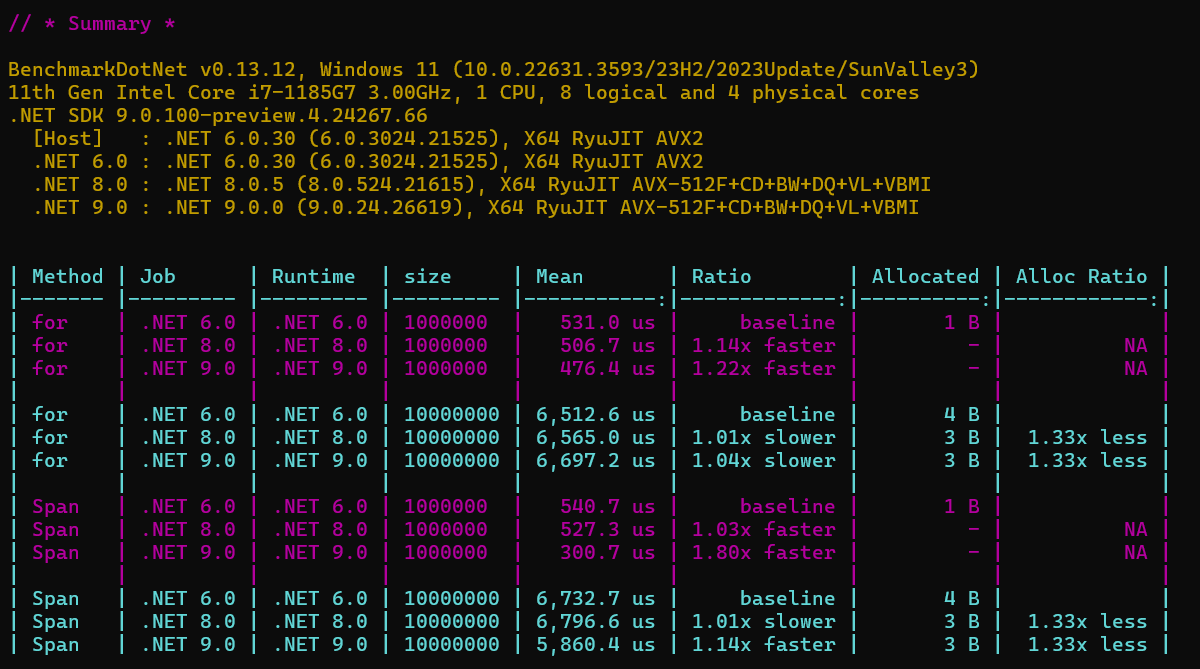 // * Summary *
BenchmarkDotNet v0.13.12, Windows 11 (10.0.22631.3593/23H2/2023Update/SunValley3)
11th Gen Intel Core i7-1185G7 3.00GHz, 1 CPU, 8 logical and 4 physical cores
.NET SDK 9.0.100-preview.4.24267.66
  [Host]   : .NET 6.0.30 (6.0.3024.21525), X64 RyuJIT AVX2
  .NET 6.0 : .NET 6.0.30 (6.0.3024.21525), X64 RyuJIT AVX2
  .NET 8.0 : .NET 8.0.5 (8.0.524.21615), X64 RyuJIT AVX-512F+CD+BW+DQ+VL+VBMI
  .NET 9.0 : .NET 9.0.0 (9.0.24.26619), X64 RyuJIT AVX-512F+CD+BW+DQ+VL+VBMI
| Method | Job      | Runtime  | size     | Mean       | Ratio        | Allocated | Alloc Ratio |
|------- |--------- |--------- |--------- |-----------:|-------------:|----------:|------------:|
| for    | .NET 6.0 | .NET 6.0 | 1000000  |   531.0 us |     baseline |       1 B |             |
| for    | .NET 8.0 | .NET 8.0 | 1000000  |   506.7 us | 1.14x faster |         - |          NA |
| for    | .NET 9.0 | .NET 9.0 | 1000000  |   476.4 us | 1.22x faster |         - |          NA |
|        |          |          |          |            |              |           |             |
| for    | .NET 6.0 | .NET 6.0 | 10000000 | 6,512.6 us |     baseline |       4 B |             |
| for    | .NET 8.0 | .NET 8.0 | 10000000 | 6,565.0 us | 1.01x slower |       3 B |  1.33x less |
| for    | .NET 9.0 | .NET 9.0 | 10000000 | 6,697.2 us | 1.04x slower |       3 B |  1.33x less |
|        |          |          |          |            |              |           |             |
| Span   | .NET 6.0 | .NET 6.0 | 1000000  |   540.7 us |     baseline |       1 B |             |
| Span   | .NET 8.0 | .NET 8.0 | 1000000  |   527.3 us | 1.03x faster |         - |          NA |
| Span   | .NET 9.0 | .NET 9.0 | 1000000  |   300.7 us | 1.80x faster |         - |          NA |
|        |          |          |          |            |              |           |             |
| Span   | .NET 6.0 | .NET 6.0 | 10000000 | 6,732.7 us |     baseline |       4 B |             |
| Span   | .NET 8.0 | .NET 8.0 | 10000000 | 6,796.6 us | 1.01x slower |       3 B |  1.33x less |
| Span   | .NET 9.0 | .NET 9.0 | 10000000 | 5,860.4 us | 1.14x faster |       3 B |  1.33x less |